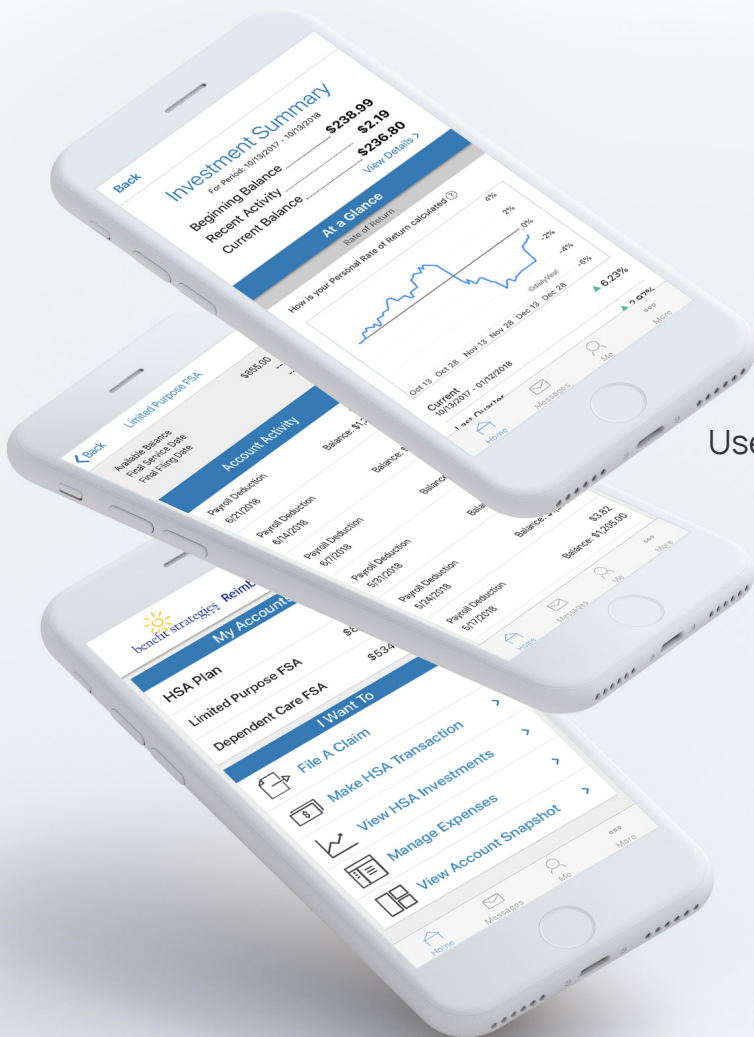 Back
Investment Summary
For Period: 10/13/2017 - 10/13/2018
Beginning Balance $238.99
Recent Activity $2.19
Current Balance $236.80
View Details >
At a Glance
Rate of Return
How is your Personal Rate of Return calculated ?
4%
2%
0%
-2%
-4%
-6%
©dailyVest
Oct 13 Oct 28 Nov 13 Nov 28 Dec 13 Dec 28
Current
10/13/2017 - 01/12/2018
▲ 6.23%
Last Quarter
Home
Messages
Me
More
Use
Back
Limited Purpose FSA
Available Balance $855.00
Final Service Date --
Final Filing Date
Account Activity
Payroll Deduction
6/21/2018
Payroll Deduction
6/14/2018
Balance:
Payroll Deduction
6/7/2018
Payroll Deduction
5/31/2018
Payroll Deduction
5/24/2018
Payroll Deduction $3.82
5/17/2018 Balance: $1,205.00
Home
Messages
Me
More
benefit strategies
My Accounts
HSA Plan
Limited Purpose FSA
Dependent Care FSA
I Want To
File A Claim >
Make HSA Transaction >
View HSA Investments >
Manage Expenses >
View Account Snapshot >
Home
Messages
Me
More